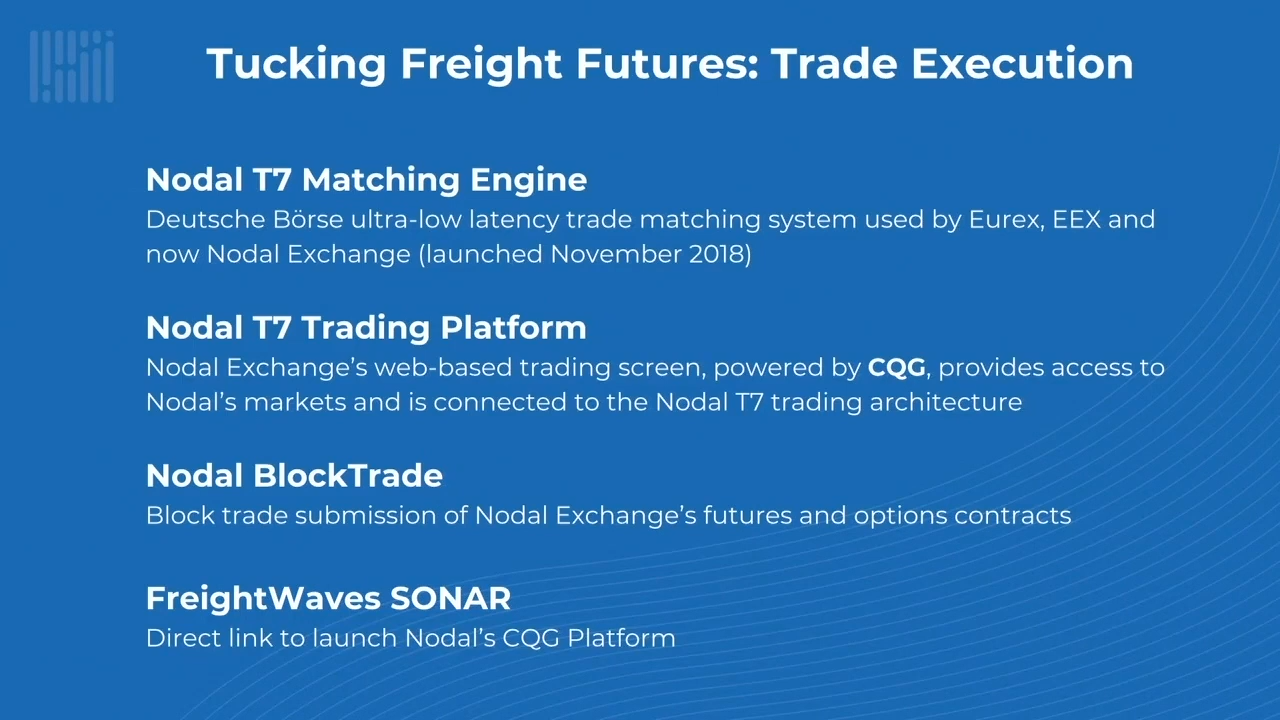 Tucking Freight Futures: Trade Execution
Nodal T7 Matching Engine
Deutsche Börse ultra-low latency trade matching system used by Eurex, EEX and
now Nodal Exchange (launched November 2018)
Nodal T7 Trading Platform
Nodal Exchange’s web-based trading screen, powered by CQG, provides access to
Nodal’s markets and is connected to the Nodal T7 trading architecture
Nodal BlockTrade
Block trade submission of Nodal Exchange’s futures and options contracts
FreightWaves SONAR
Direct link to launch Nodal’s CQG Platform